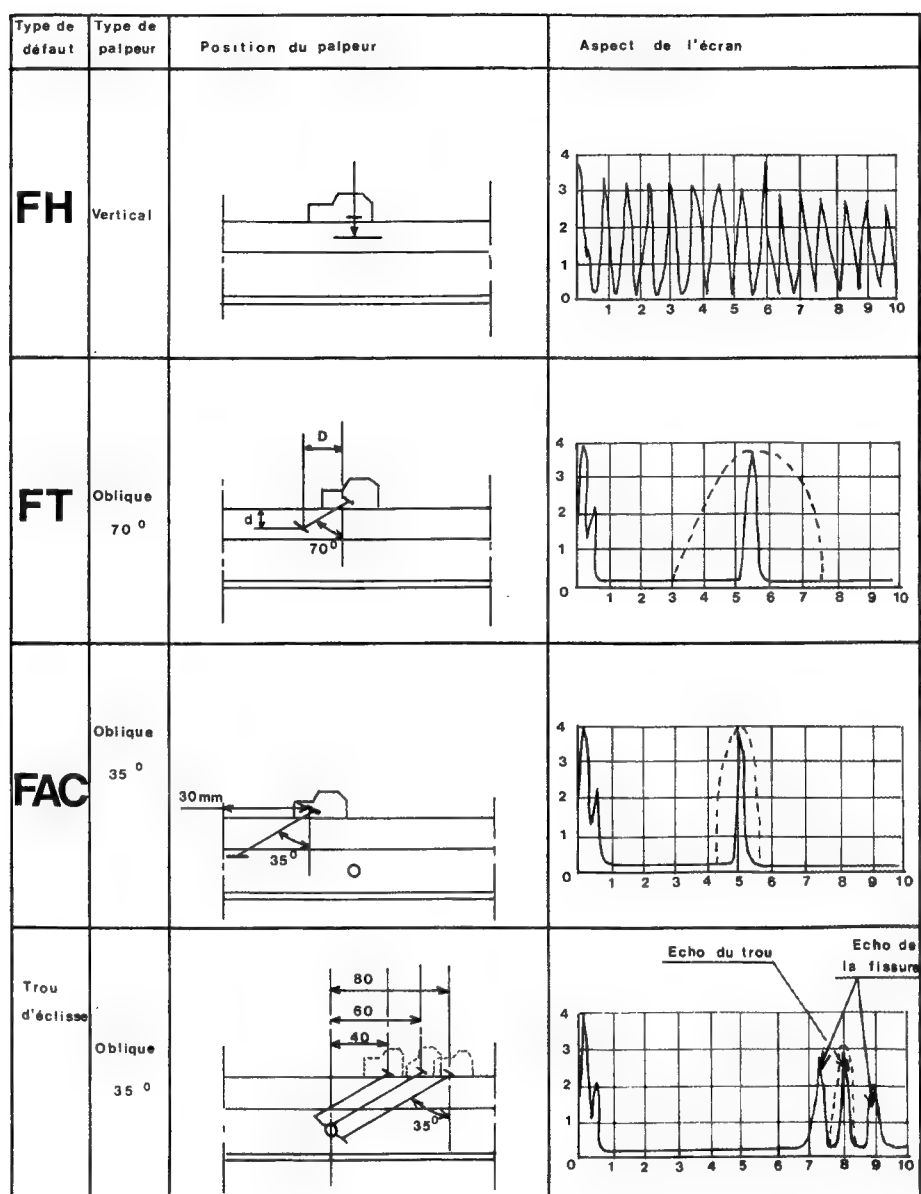 Type de défaut
Type de palpeur
Position du palpeur
Aspect de l'écran
FH
Vertical
4
3
2
1
0
1 2 3 4 5 6 7 8 9 10
FT
Oblique
70°
D
d
70°
4
3
2
1
0
1 2 3 4 5 6 7 8 9 10
FAC
Oblique
35°
30mm
35°
4
3
2
1
0
1 2 3 4 5 6 7 8 9 10
Trou
d'éclisse
Oblique
35°
80
60
40
35°
Echo du trou
Echo de
la fissure
4
3
2
1
0
1 2 3 4 5 6 7 8 9 10